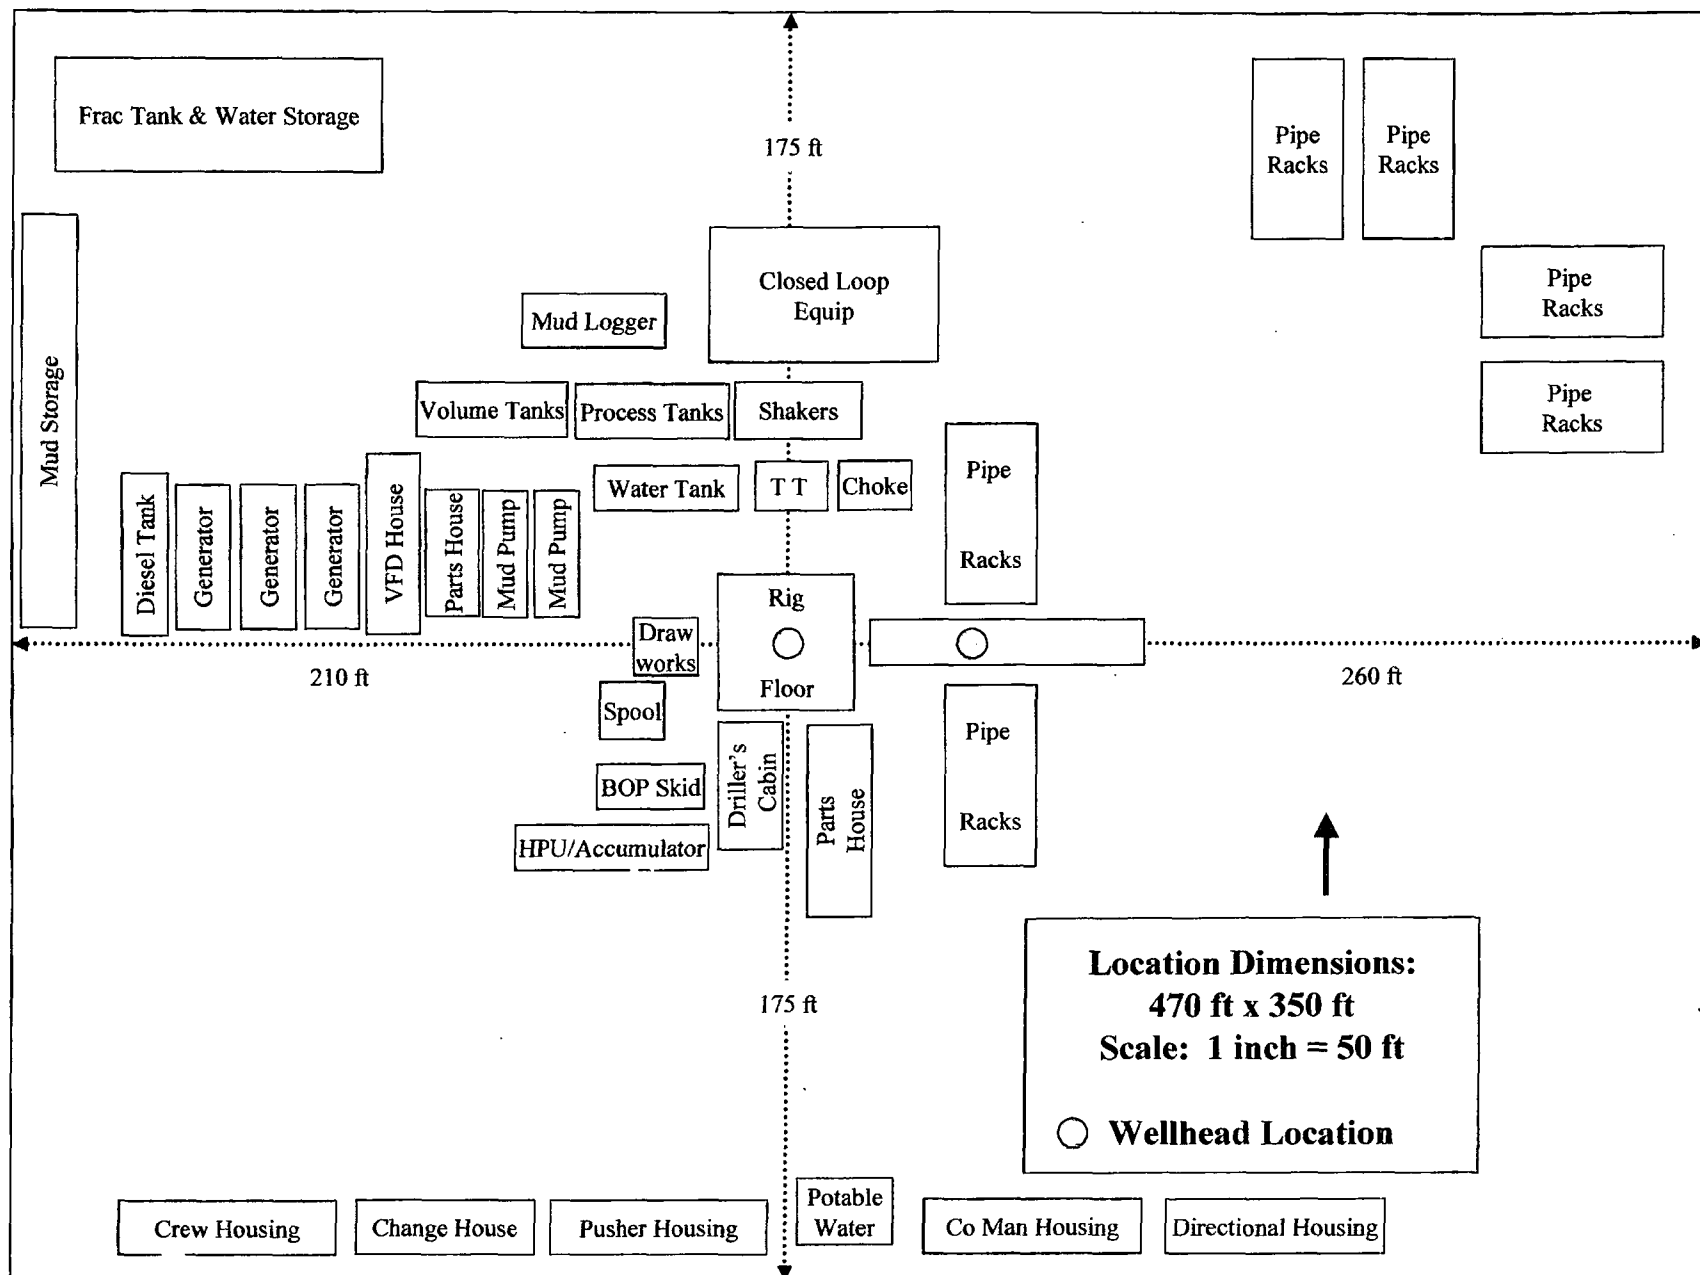 Frac Tank & Water Storage
175 ft
Pipe
Racks
Pipe
Racks
Mud Storage
Closed Loop
Equip
Pipe
Racks
Mud Logger
Volume Tanks
Process Tanks
Shakers
Pipe
Racks
Diesel Tank
Generator
Generator
Generator
VFD House
Parts House
Mud Pump
Mud Pump
Water Tank
T T
Choke
Pipe
Racks
Rig
Floor
Draw
works
210 ft
260 ft
Spool
BOP Skid
HPU/Accumulator
Driller's
Cabin
Parts
House
Pipe
Racks
175 ft
Location Dimensions:
470 ft x 350 ft
Scale: 1 inch = 50 ft
Wellhead Location
Crew Housing
Change House
Pusher Housing
Potable
Water
Co Man Housing
Directional Housing